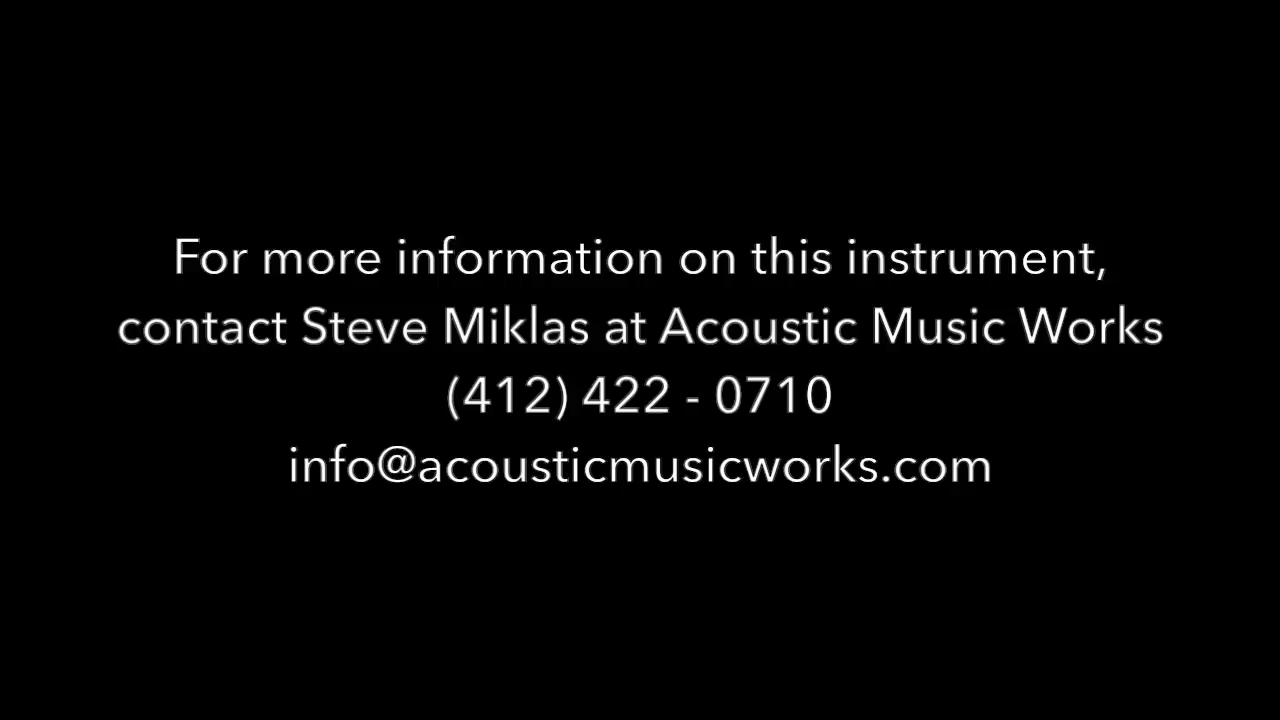 For more information on this instrument,
contact Steve Miklas at Acoustic Music Works
(412) 422 - 0710
info@acousticmusicworks.com